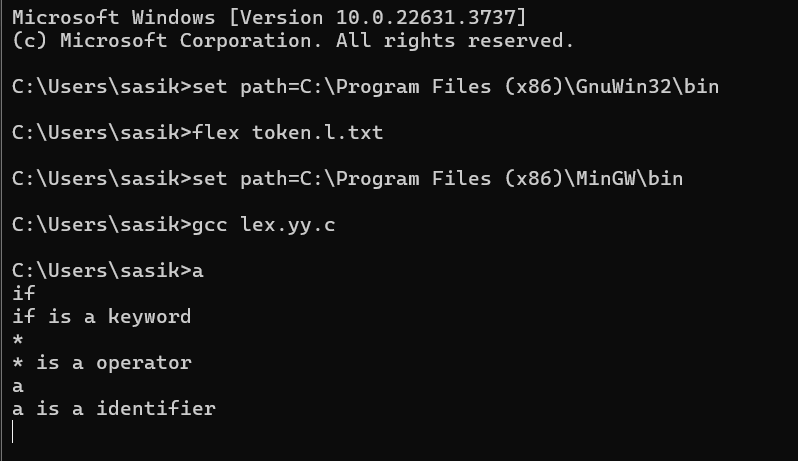 Microsoft Windows [Version 10.0.22631.3737]
(c) Microsoft Corporation. All rights reserved.
C:\Users\sasik>set path=C:\Program Files (x86)\GnuWin32\bin
C:\Users\sasik>flex token.l.txt
C:\Users\sasik>set path=C:\Program Files (x86)\MinGW\bin
C:\Users\sasik>gcc lex.yy.c
C:\Users\sasik>a
if
if is a keyword
*
* is a operator
a
a is a identifier